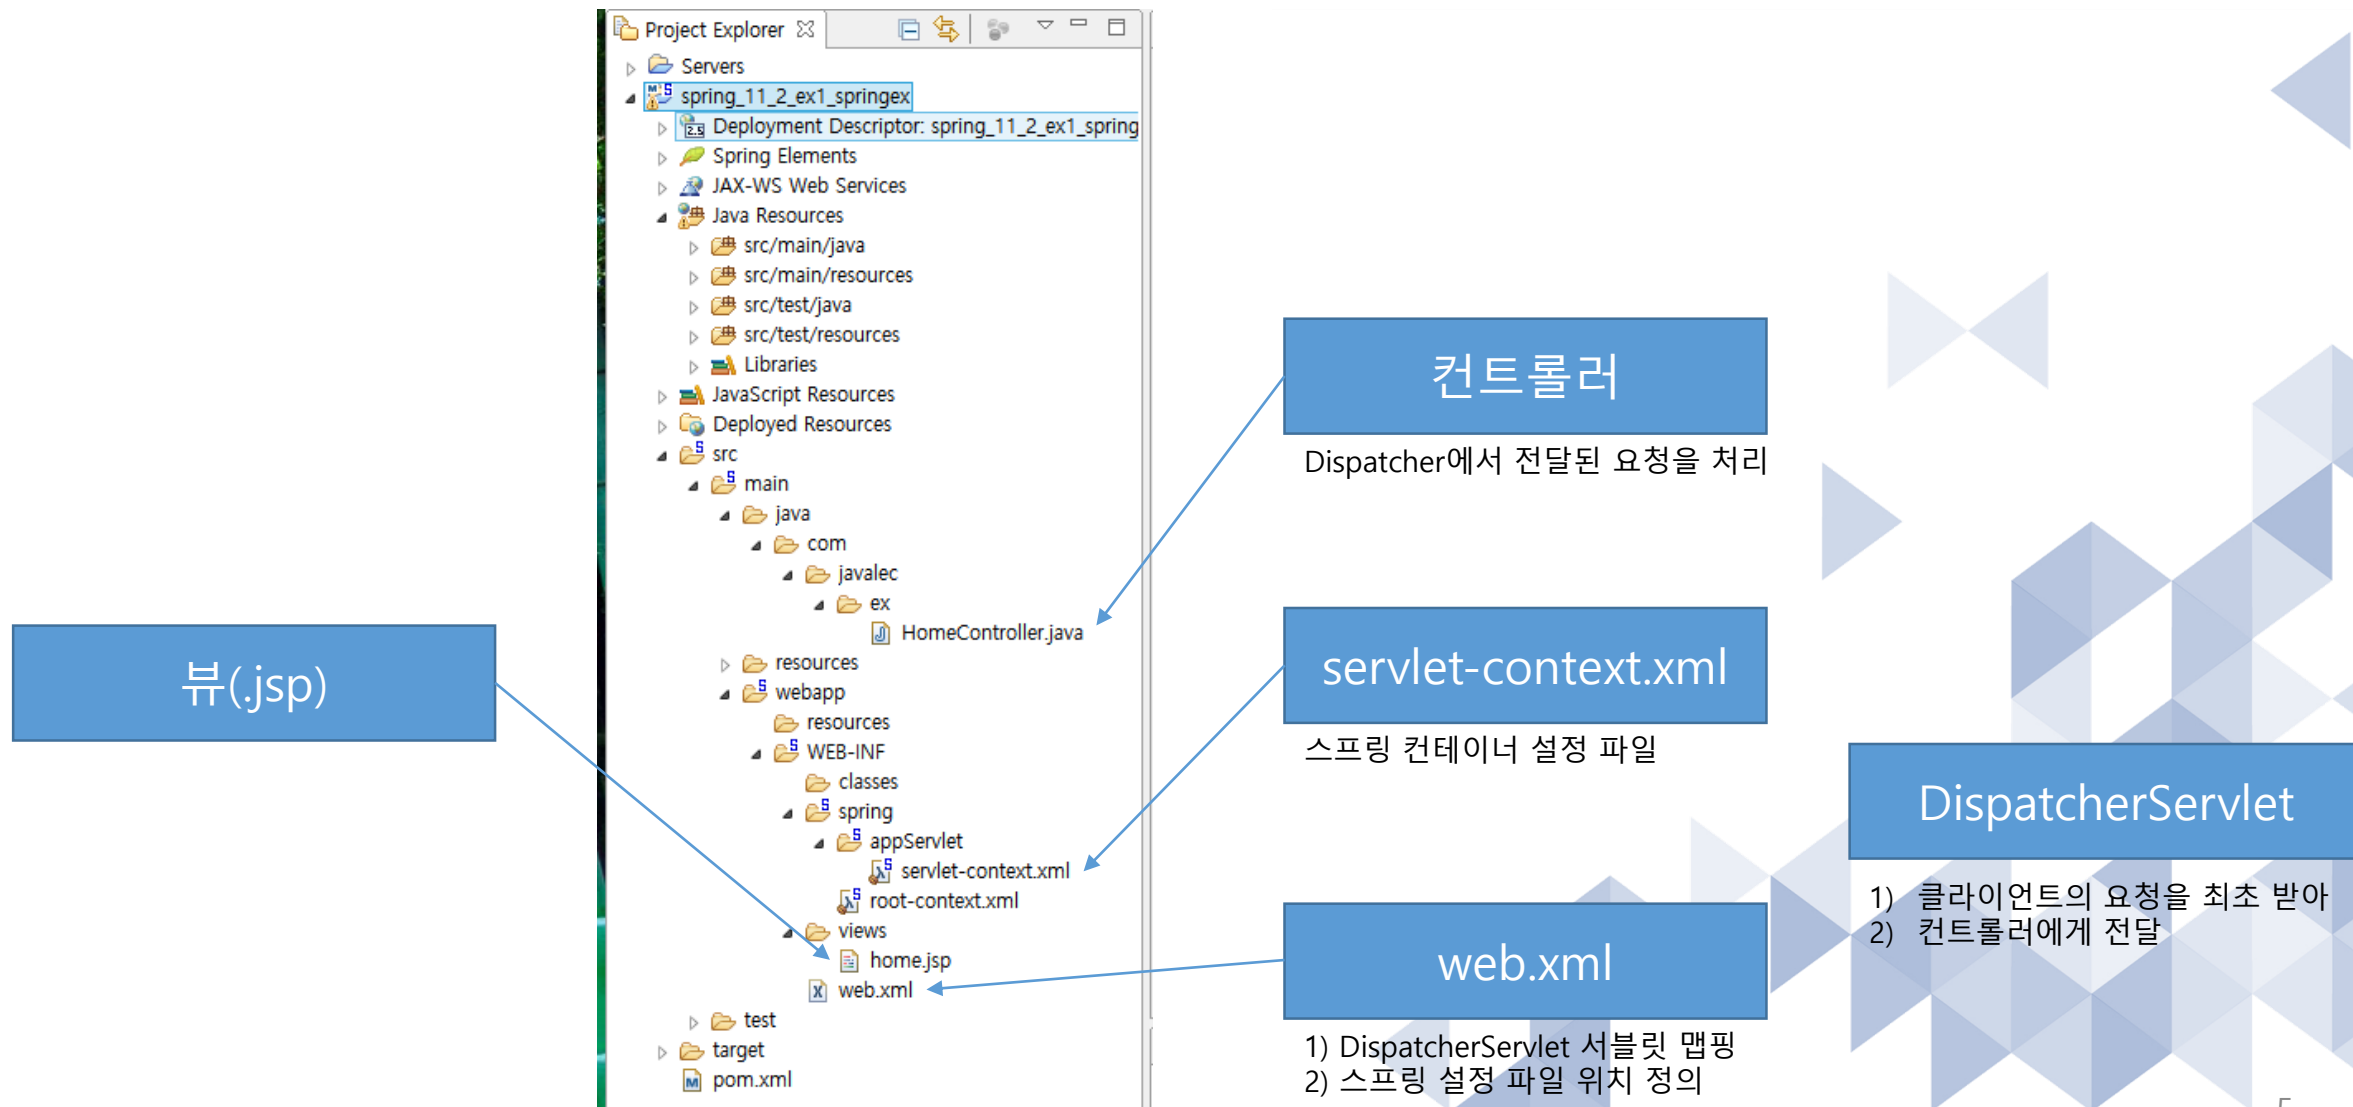 Project Explorer
Servers
spring_11_2_ex1_springex
Deployment Descriptor: spring_11_2_ex1_spring
Spring Elements
JAX-WS Web Services
Java Resources
src/main/java
src/main/resources
src/test/java
src/test/resources
Libraries
JavaScript Resources
Deployed Resources
src
main
java
com
javalec
ex
HomeController.java
resources
webapp
resources
WEB-INF
classes
spring
appServlet
servlet-context.xml
root-context.xml
views
home.jsp
web.xml
test
target
pom.xml
뷰(.jsp)
컨트롤러
Dispatcher에서 전달된 요청을 처리
servlet-context.xml
스프링 컨테이너 설정 파일
web.xml
1) DispatcherServlet 서블릿 맵핑
2) 스프링 설정 파일 위치 정의
DispatcherServlet
1) 클라이언트의 요청을 최초 받아
2) 컨트롤러에게 전달